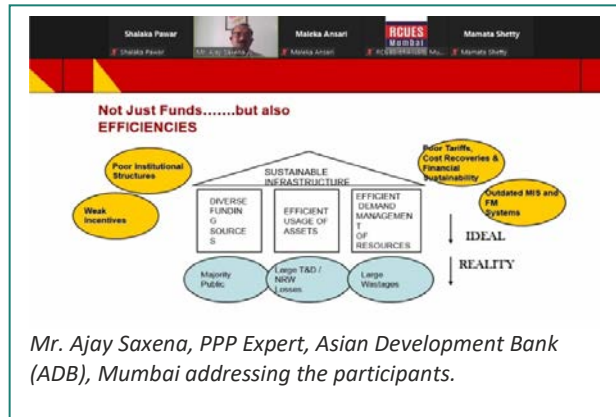 Shalaka Pawar
Maleka Ansari
RCUES
Mumbai
Mamata Shetty
Shalaka Pawar
Mr. Ajay Saxena
Maleka Ansari
Mamata Shetty
Not Just Funds.......but also
EFFICIENCIES
Poor Institutional
Structures
Weak
Incentives
Poor Tariffs,
Cost Recoveries &
Financial
Sustainability
Outdated MIS and
FM
Systems
SUSTAINABLE
INFRASTRUCTURE
DIVERSE
FUNDIN
G
SOURCE
S
EFFICIENT
USAGE OF
ASSETS
EFFICIENT
DEMAND
MANAGEMEN
T
OF
RESOURCES
IDEAL
REALITY
Majority
Public
Large T&D /
NRW
Losses
Large
Wastages
Mr. Ajay Saxena, PPP Expert, Asian Development Bank
(ADB), Mumbai addressing the participants.